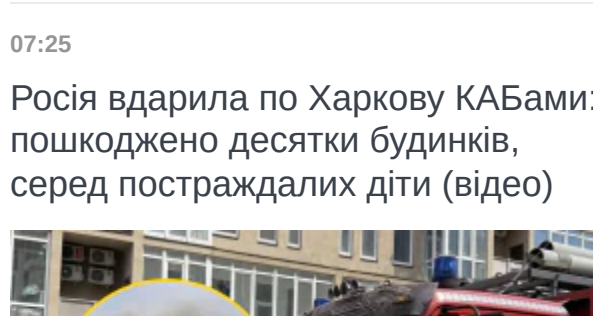 07:25
Росія вдарила по Харкову КАБами:
пошкоджено десятки будинків,
серед постраждалих діти (відео)